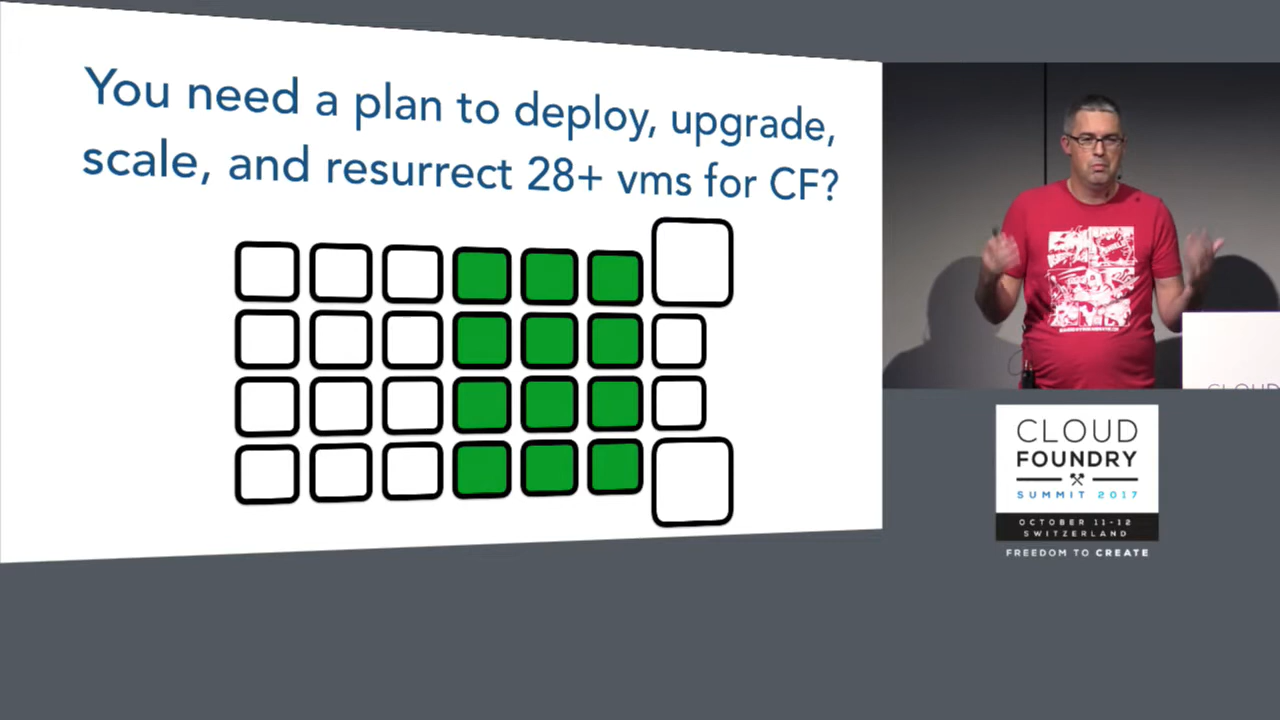 You need a plan to deploy, upgrade,
scale, and resurrect 28+ vms for CF?
CLOUD
FOUNDRY
SUMMIT 2017
OCTOBER 11-12
SWITZERLAND
FREEDOM TO CREATE